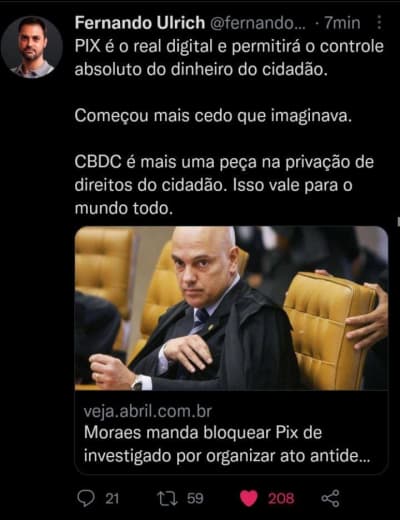 Fernando Ulrich @fernando... · 7min
PIX é o real digital e permitirá o controle
absoluto do dinheiro do cidadão.
Começou mais cedo que imaginava.
CBDC é mais uma peça na privação de
direitos do cidadão. Isso vale para o
mundo todo.
veja.abril.com.br
Moraes manda bloquear Pix de
investigado por organizar ato antide...
21 59 208